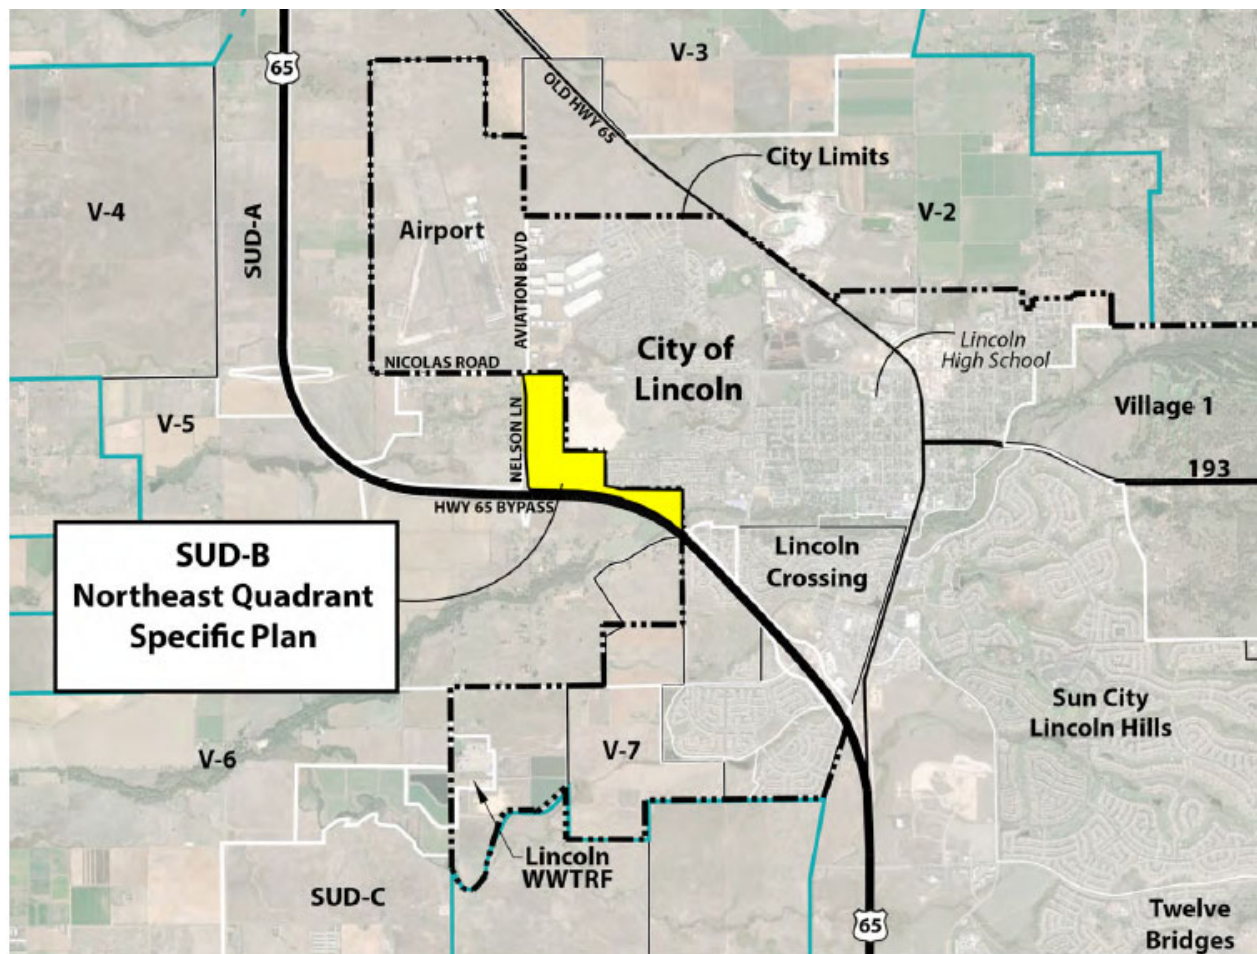 V-3
65
OLD HWY 65
City Limits
V-4
V-2
SUD-A
Airport
AVIATION BLVD
City of
Lincoln
Lincoln
High School
NICOLAS ROAD
Village 1
V-5
NELSON LN
193
HWY 65 BYPASS
SUD-B
Northeast Quadrant
Specific Plan
Lincoln
Crossing
Sun City
Lincoln Hills
V-6
V-7
Lincoln
WWTRF
SUD-C
65
Twelve
Bridges